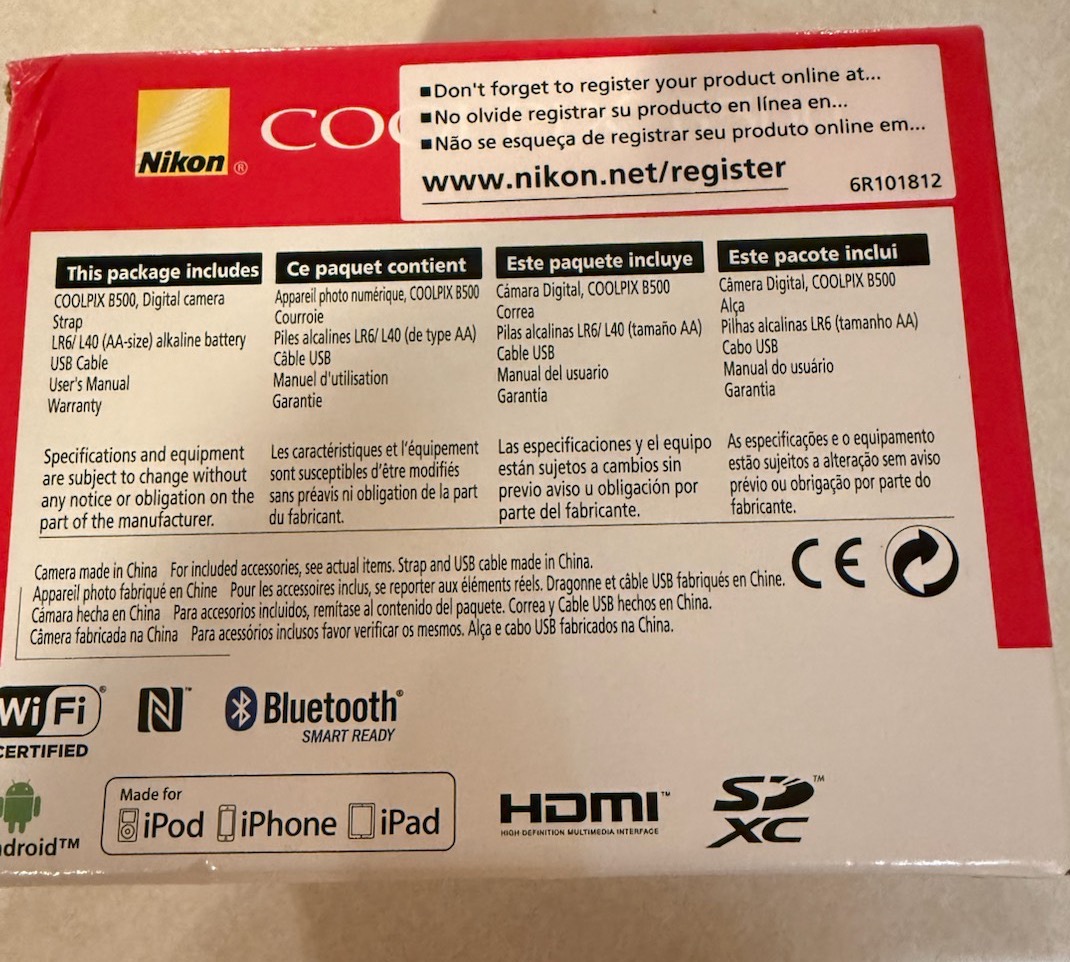 Nikon ®
COO
■Don't forget to register your product online at...
■No olvide registrar su producto en línea en...
■Não se esqueça de registrar seu produto online em...
www.nikon.net/register
6R101812
This package includes
COOLPIX B500, Digital camera
Strap
LR6/ L40 (AA-size) alkaline battery
USB Cable
User's Manual
Warranty
Specifications and equipment
are subject to change without
any notice or obligation on the
part of the manufacturer.
Ce paquet contient
Appareil photo numérique, COOLPIX B500
Courroie
Piles alcalines LR6/ L40 (de type AA)
Câble USB
Manuel d'utilisation
Garantie
Les caractéristiques et l'équipement
sont susceptibles d'être modifiés
sans préavis ni obligation de la part
du fabricant.
Este paquete incluye
Cámara Digital, COOLPIX B500
Correa
Pilas alcalinas LR6/ L40 (tamaño AA)
Cable USB
Manual del usuario
Garantía
Las especificaciones y el equipo
están sujetos a cambios sin
previo aviso u obligación por
parte del fabricante.
Este pacote inclui
Câmera Digital, COOLPIX B500
Alça
Pilhas alcalinas LR6 (tamanho AA)
Cabo USB
Manual do usuário
Garantia
As especificações e o equipamento
estão sujeitos a alteração sem aviso
prévio ou obrigação por parte do
fabricante.
Camera made in China For included accessories, see actual items. Strap and USB cable made in China.
Appareil photo fabriqué en Chine Pour les accessoires inclus, se reporter aux éléments réels. Dragonne et câble USB fabriqués en Chine.
Cámara hecha en China Para accesorios incluidos, remítase al contenido del paquete. Correa y Cable USB hechos en China.
Câmera fabricada na China Para acessórios inclusos favor verificar os mesmos. Alça e cabo USB fabricados na China.
CE
Wi Fi ®
CERTIFIED
N™
Bluetooth®
SMART READY
ndroid™
Made for
iPod iPhone iPad
HDMI™
HIGH-DEFINITION MULTIMEDIA INTERFACE
SD™
XC